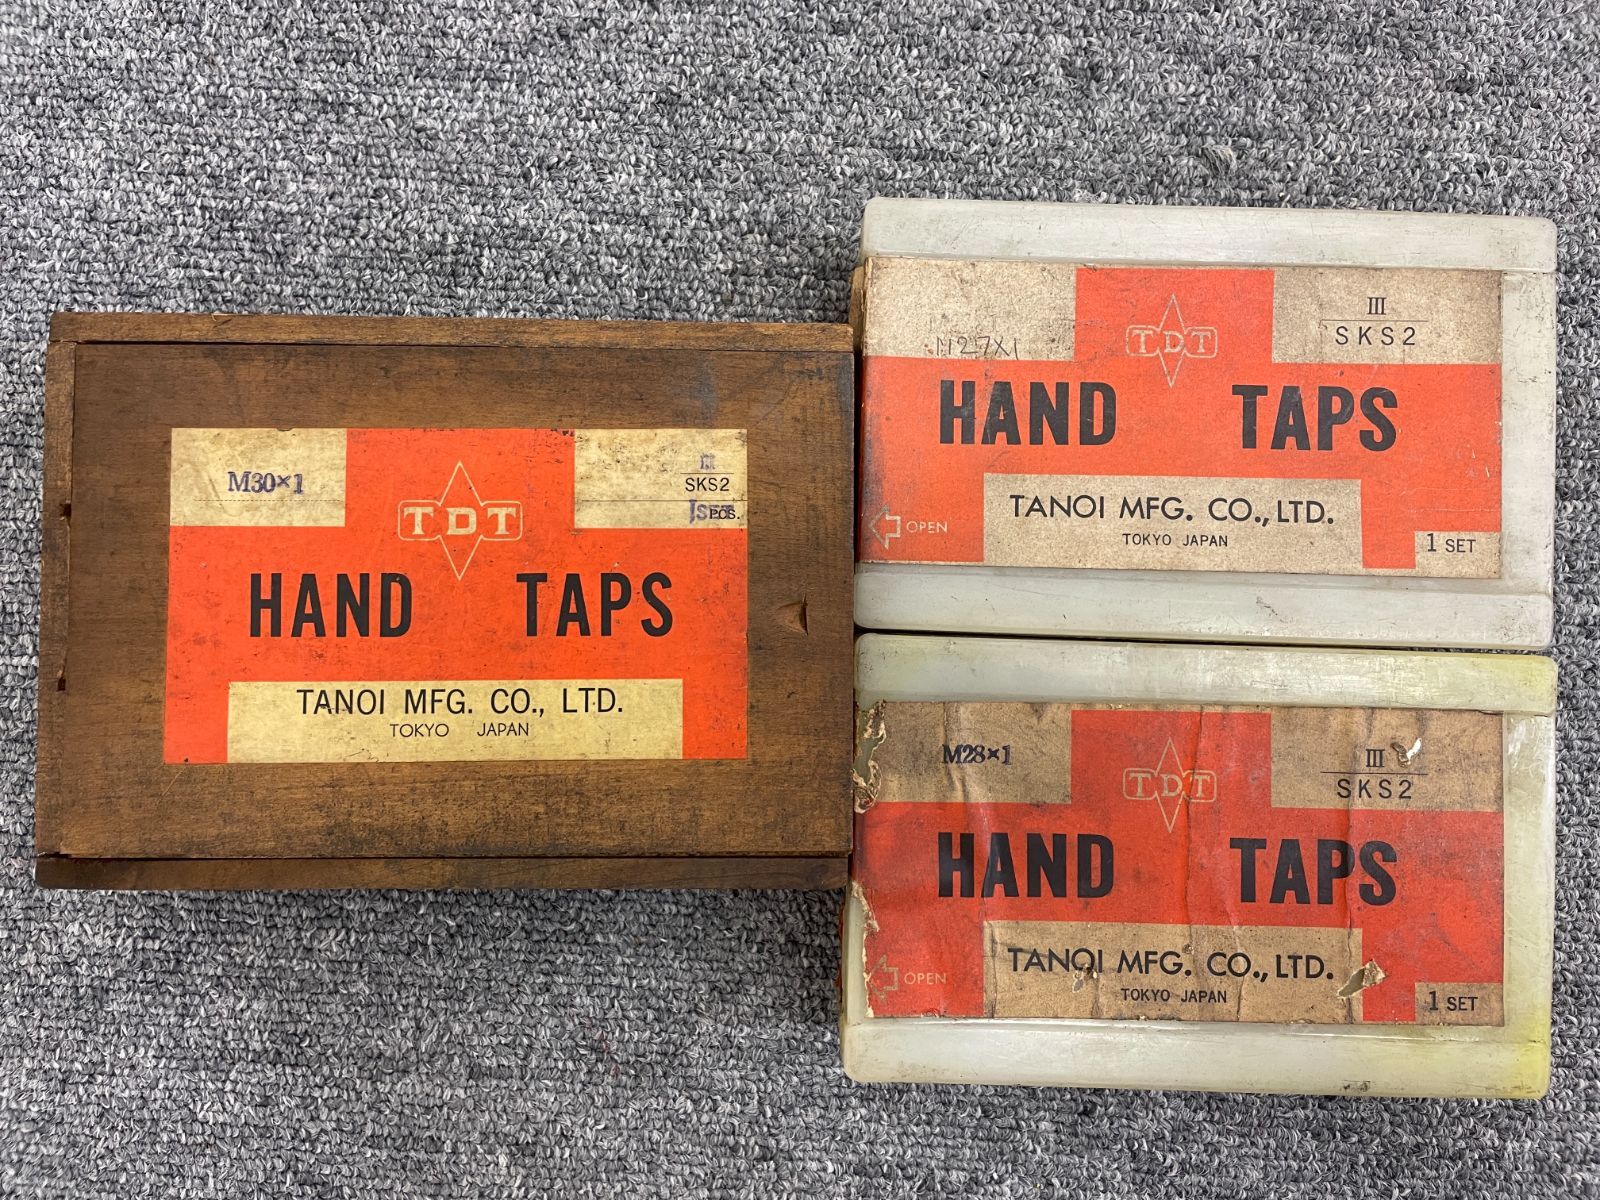 M30×1
III
SKS2
1SET
PCS.
TDT
HAND TAPS
TANOI MFG. CO., LTD.
TOKYO JAPAN
M27X1
TDT
III
SKS2
HAND TAPS
TANOI MFG. CO., LTD.
TOKYO JAPAN
OPEN
1 SET
M28×1
TDT
III
SKS2
HAND TAPS
TANOI MFG. CO., LTD.
TOKYO JAPAN
OPEN
1 SET